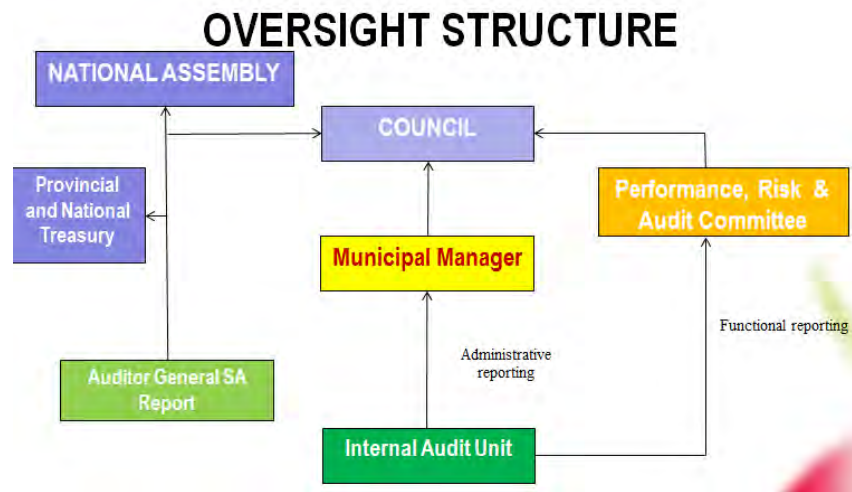 OVERSIGHT STRUCTURE
NATIONAL ASSEMBLY
COUNCIL
Provincial
and National
Treasury
Performance, Risk &
Audit Committee
Municipal Manager
Functional reporting
Administrative
reporting
Auditor General SA
Report
Internal Audit Unit